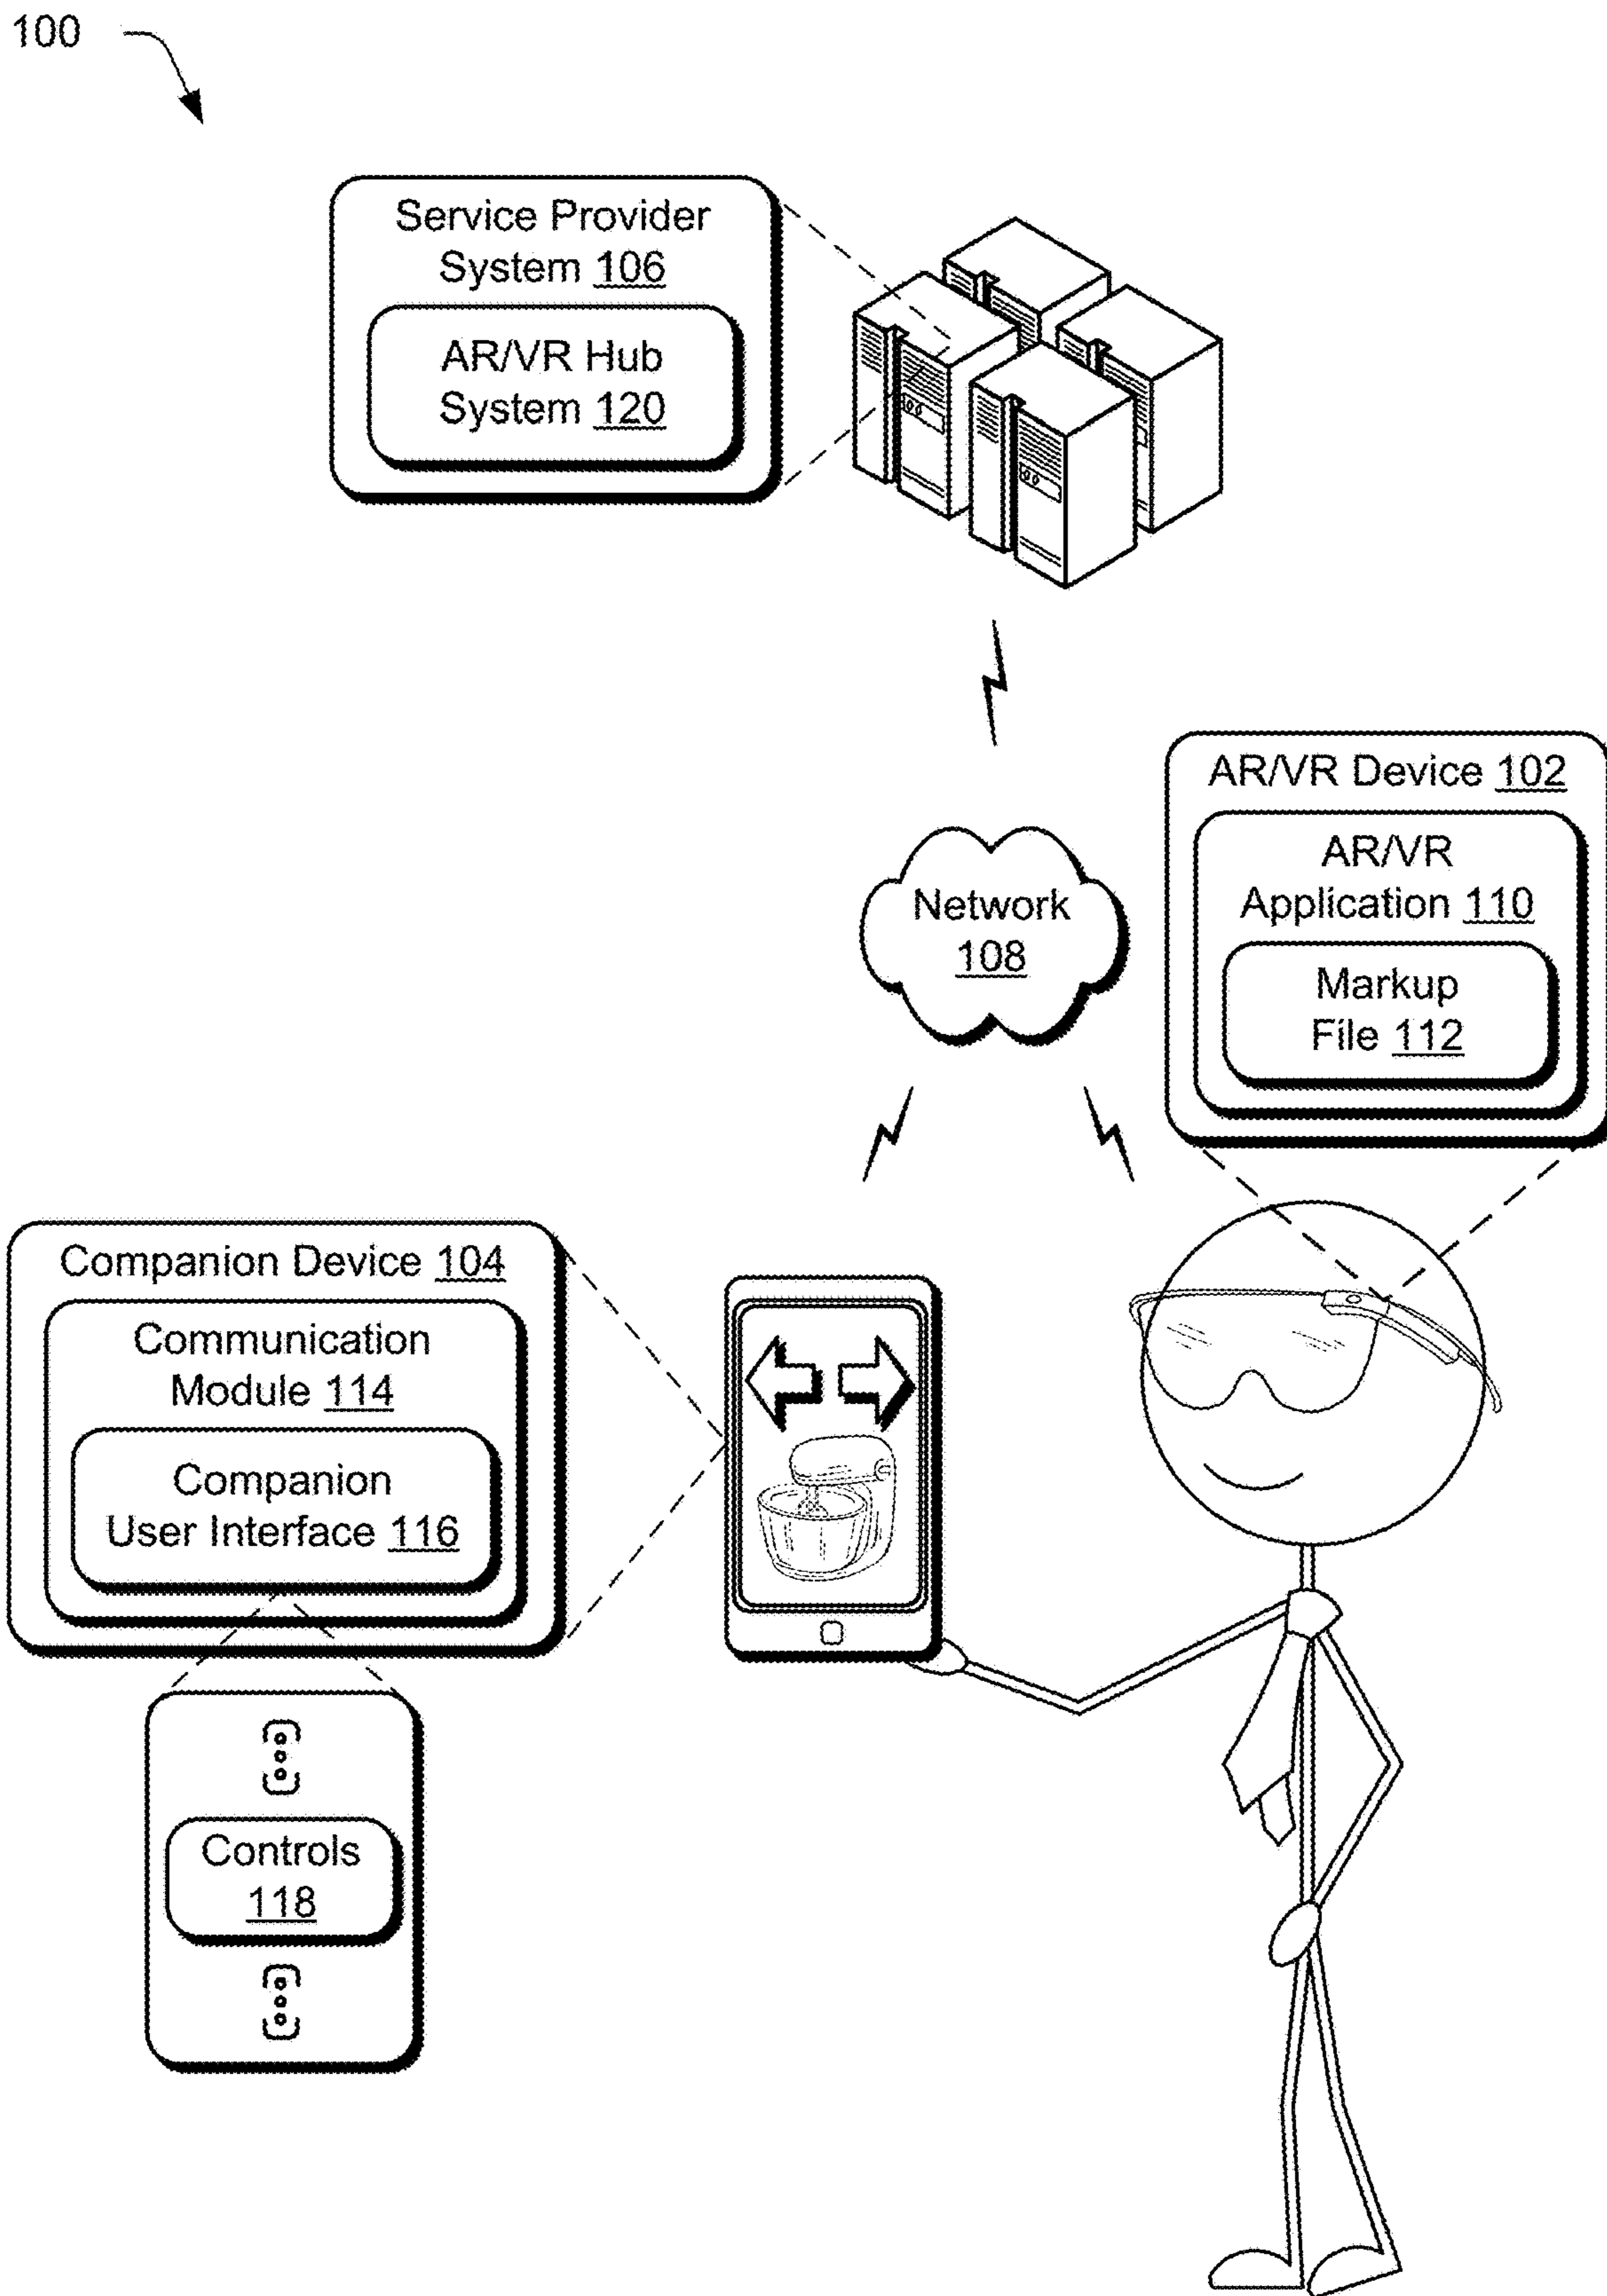 100
Service Provider
System 106
AR/VR Hub
System 120
AR/VR Device 102
AR/VR
Application 110
Markup
File 112
Network
108
Companion Device 104
Communication
Module 114
Companion
User Interface 116
Controls
118